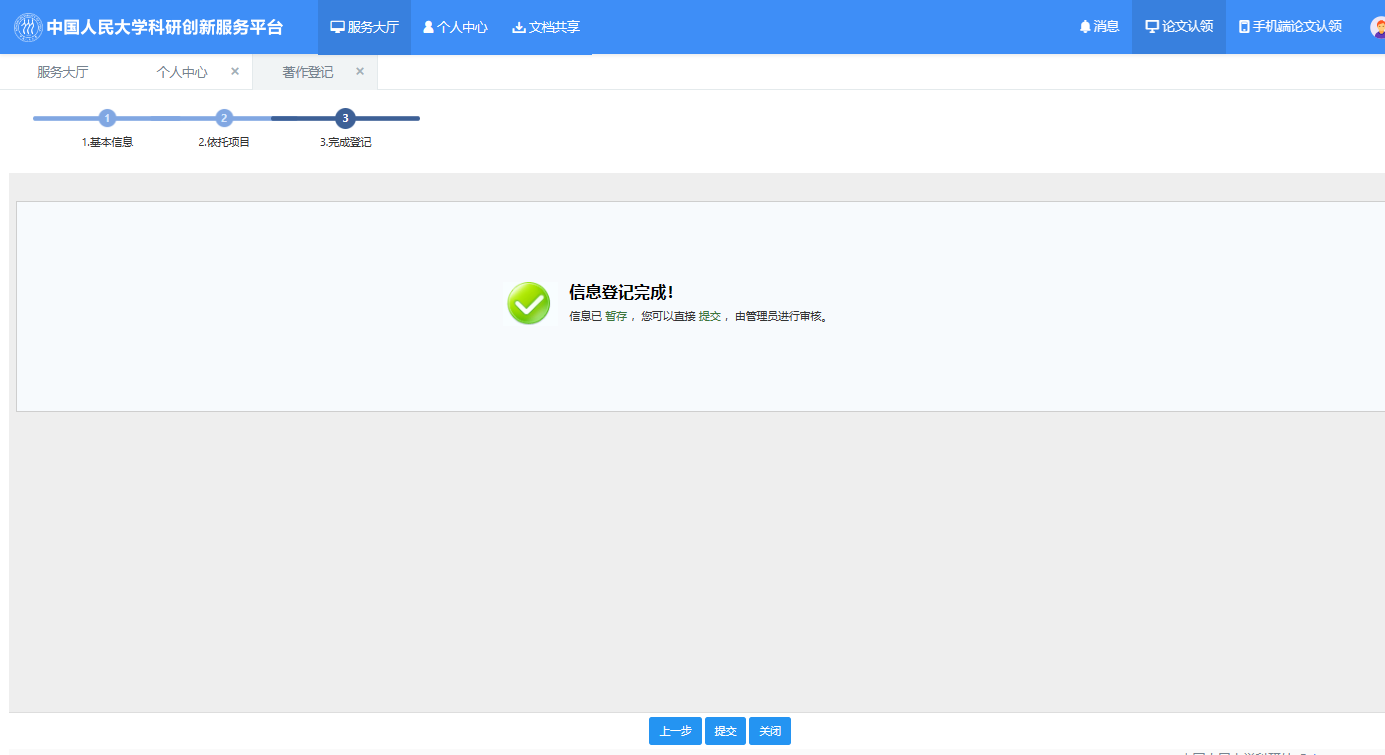 中国人民大学科研创新服务平台 服务大厅 个人中心 文档共享 消息 论文认领 手机端论文认领
服务大厅 个人中心 × 著作登记 ×
1 2 3
1.基本信息 2.依托项目 3.完成登记
信息登记完成!
信息已 暂存 ，您可以直接 提交 ，由管理员进行审核。
上一步 提交 关闭